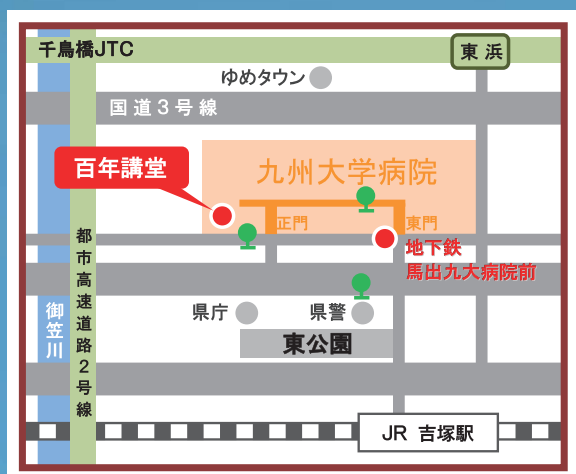 千鳥橋JTC
東浜
ゆめタウン
国道3号線
百年講堂
九州大学病院
正門
東門
地下鉄
馬出九大病院前
都市高速道路2号線
御笠川
県庁
県警
東公園
JR 吉塚駅